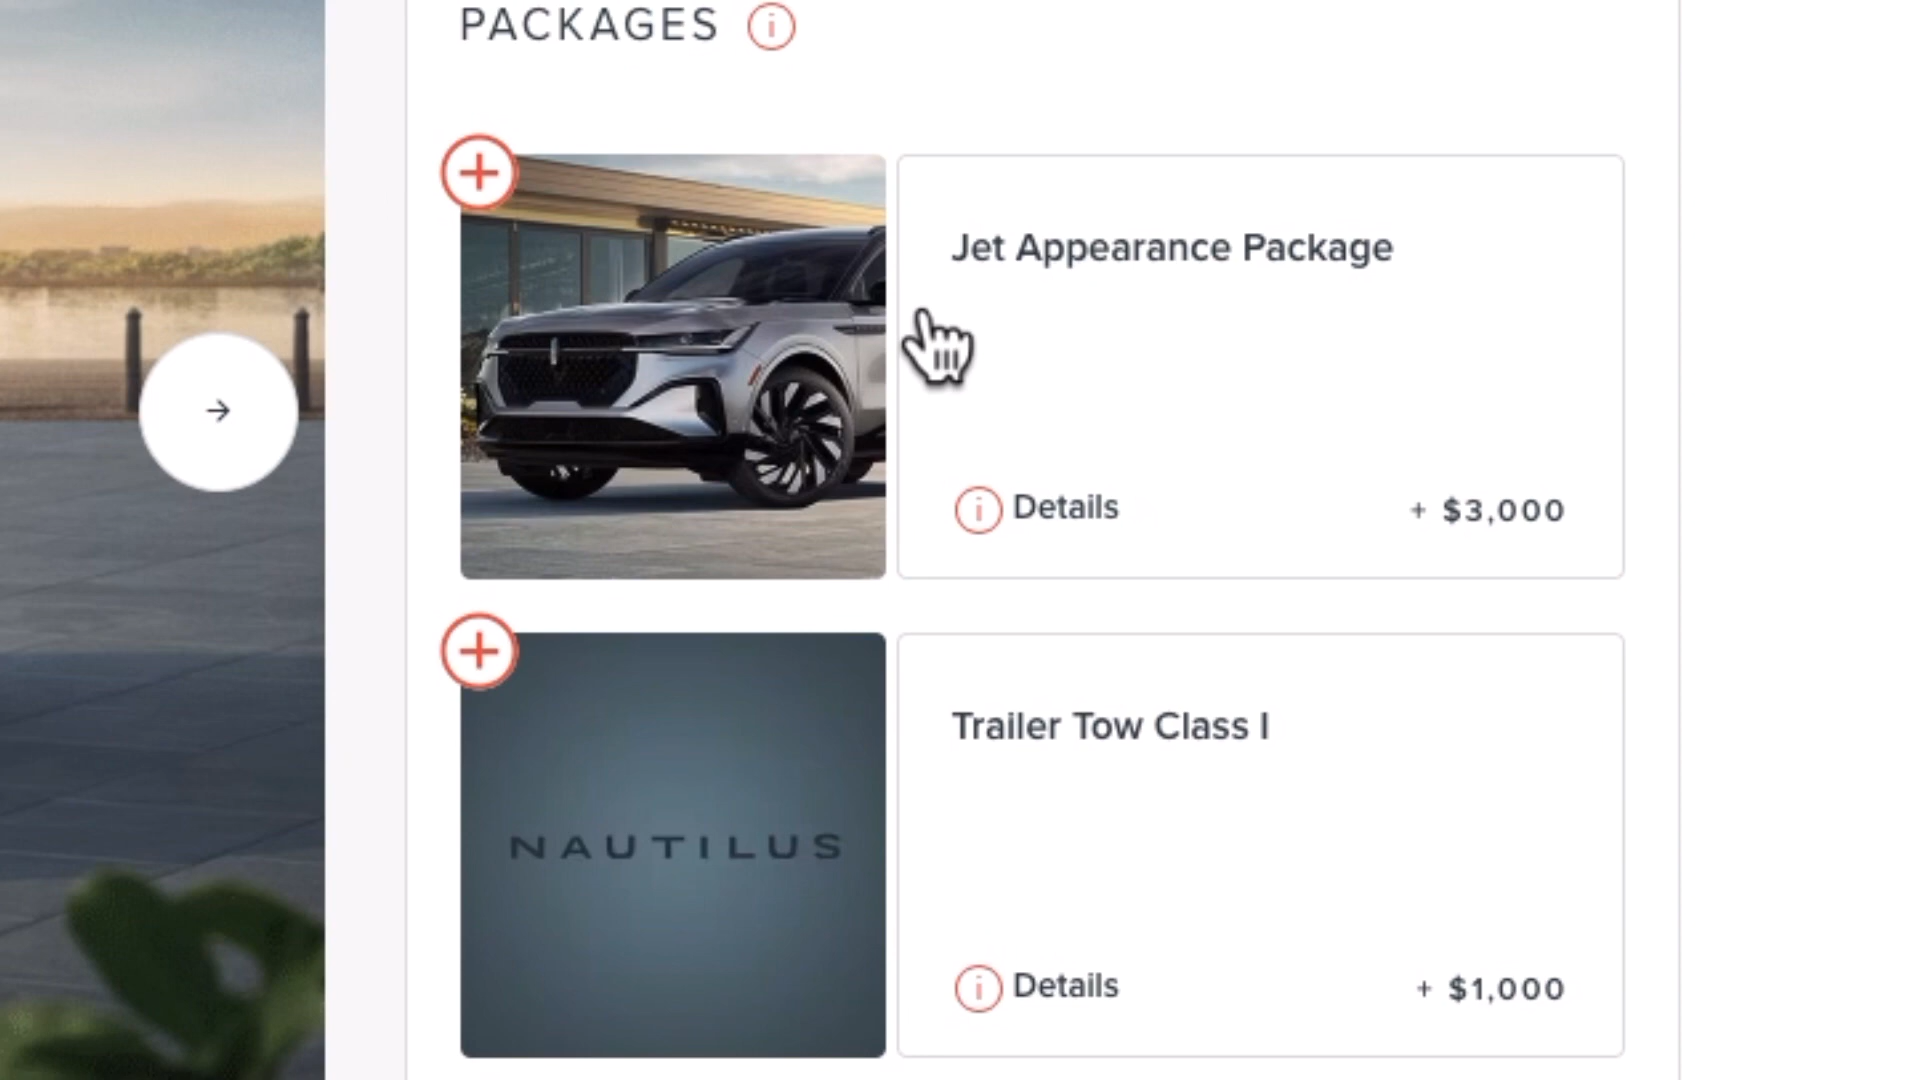 PACKAGES
Jet Appearance Package
Details
+ $3,000
NAUTILUS
Trailer Tow Class I
Details
+ $1,000